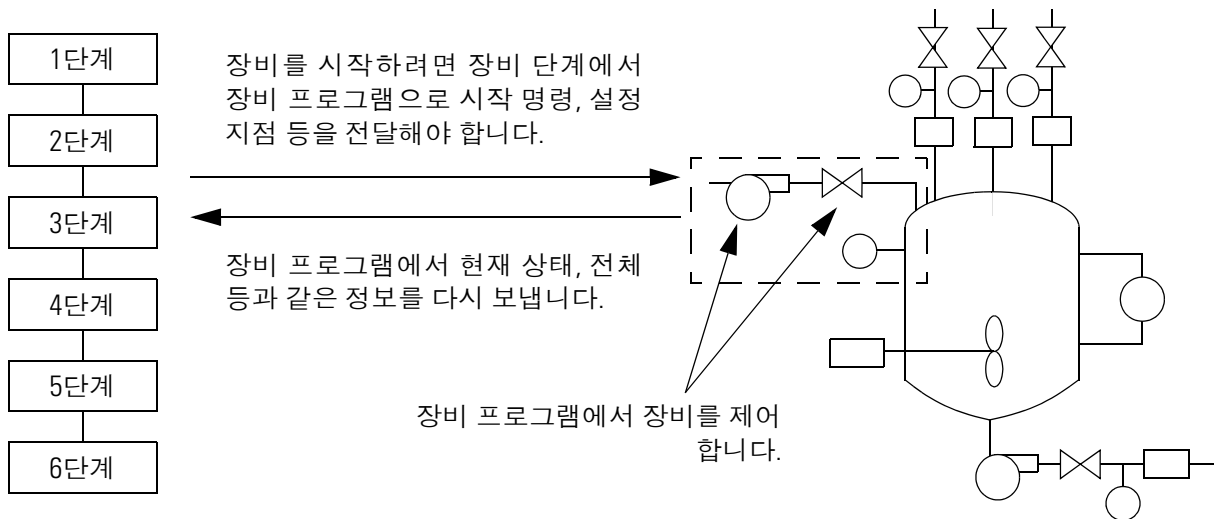 1단계
2단계
3단계
4단계
5단계
6단계
장비를 시작하려면 장비 단계에서
장비 프로그램으로 시작 명령, 설정
지점 등을 전달해야 합니다.
장비 프로그램에서 현재 상태, 전체
등과 같은 정보를 다시 보냅니다.
장비 프로그램에서 장비를 제어
합니다.